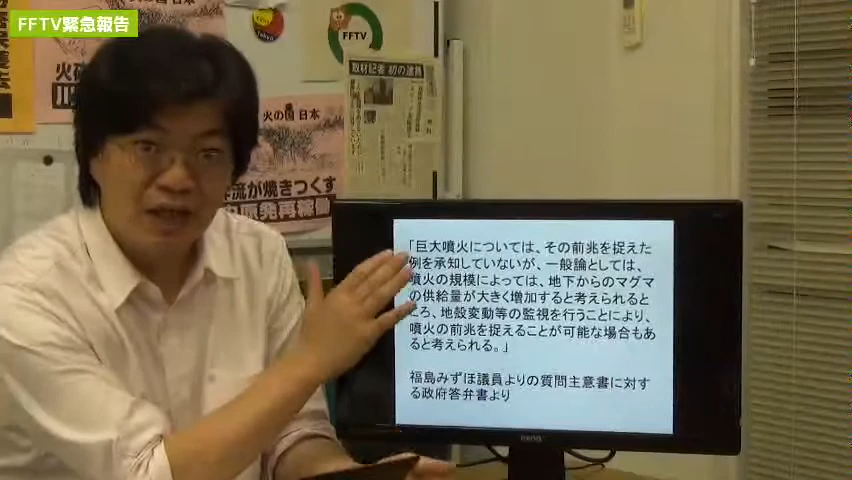 FFTV緊急報告
FFTV
取材記者 初の逮捕
火の国 日本
流が焼きつくす
原発再稼働
「巨大噴火については、その前兆を捉えた
例を承知していないが、一般論としては、
噴火の規模によっては、地下からのマグマ
の供給量が大きく増加すると考えられると
ころ、地殻変動等の監視を行うことにより、
噴火の前兆を捉えることが可能な場合もあ
ると考えられる。」
福島みずほ議員よりの質問主意書に対す
る政府答弁書より
BenQ